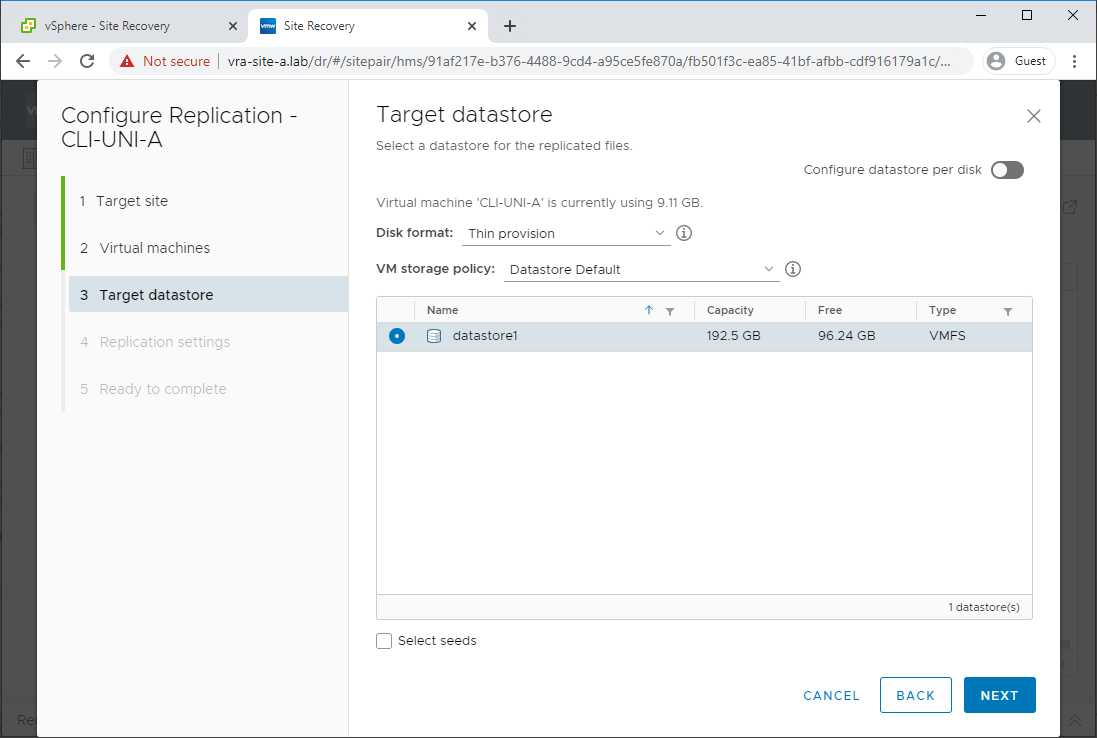 vSphere - Site Recovery
Site Recovery
Not secure
vra-site-a.lab/dr/#/sitepair/hms/91af217e-b376-4488-9cd4-a95ce5fe870a/fb501f3c-ea85-41bf-afbb-cdf916179a1c/...
Guest
Configure Replication -
CLI-UNI-A
1 Target site
2 Virtual machines
3 Target datastore
4 Replication settings
5 Ready to complete
Target datastore
Select a datastore for the replicated files.
Configure datastore per disk
Virtual machine 'CLI-UNI-A' is currently using 9.11 GB.
Disk format: Thin provision
VM storage policy: Datastore Default
Name Capacity Free Type
datastore1 192.5 GB 96.24 GB VMFS
1 datastore(s)
Select seeds
CANCEL BACK NEXT